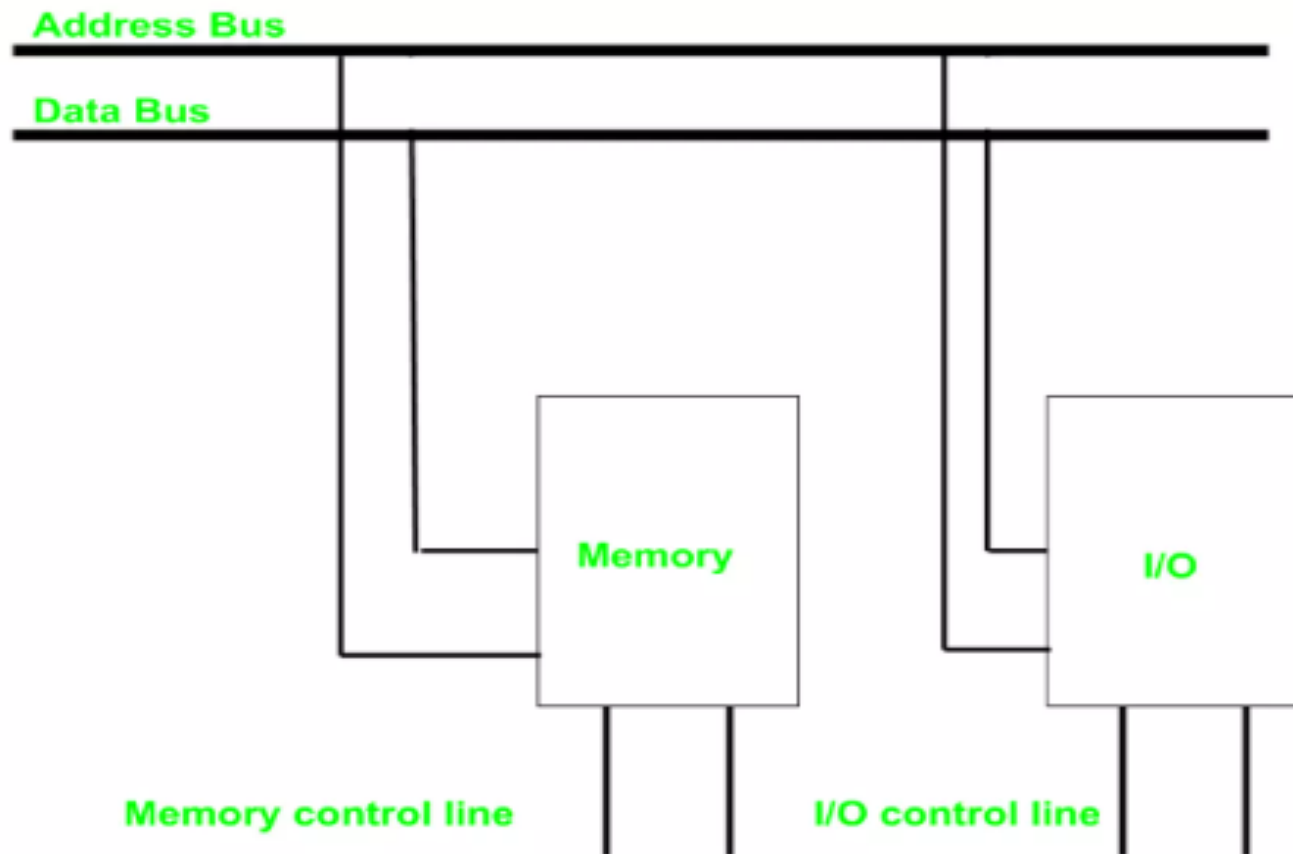 Address Bus
Data Bus
Memory
I/O
Memory control line
I/O control line